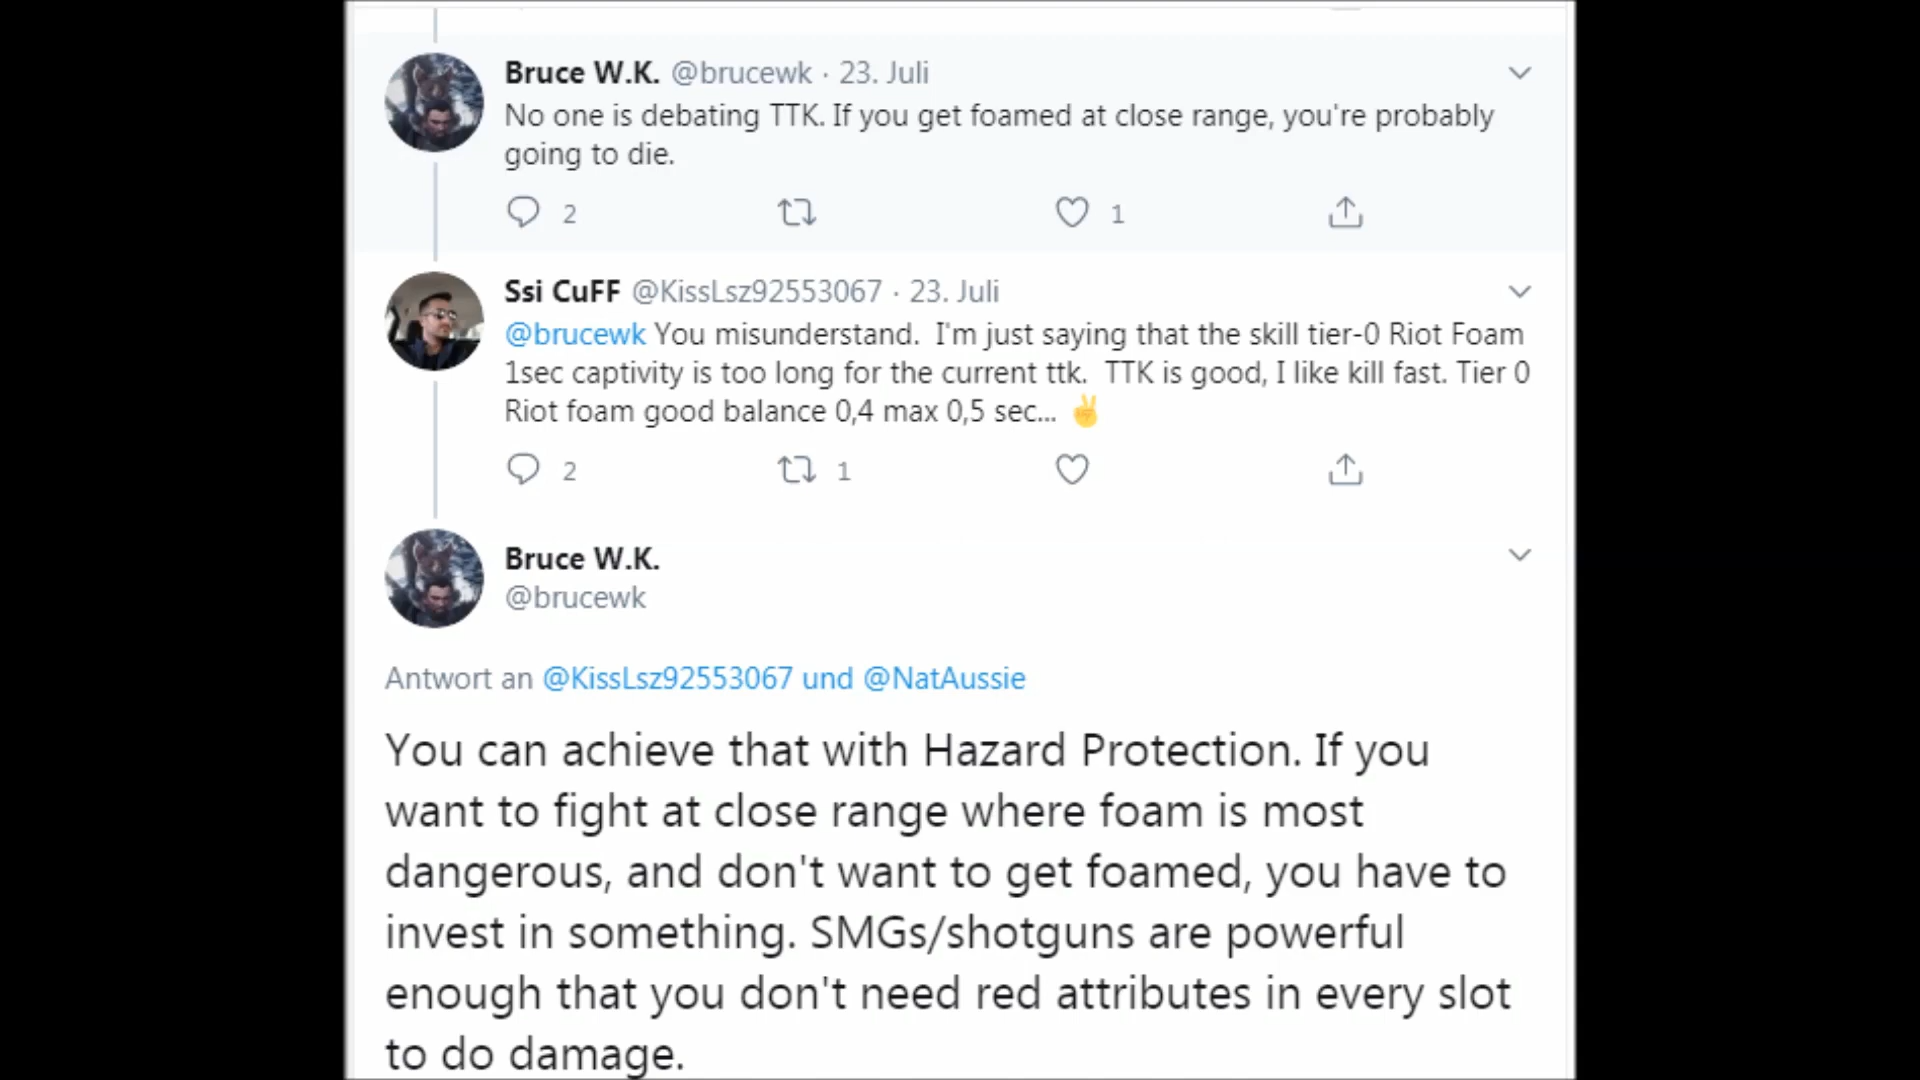 Bruce W.K. @brucewk · 23. Juli
No one is debating TTK. If you get foamed at close range, you're probably
going to die.
2 1
Ssi CuFF @KissLsz92553067 · 23. Juli
@brucewk You misunderstand.  I'm just saying that the skill tier-0 Riot Foam
1sec captivity is too long for the current ttk.  TTK is good, I like kill fast. Tier 0
Riot foam good balance 0,4 max 0,5 sec... ✌
2 1
Bruce W.K.
@brucewk
Antwort an @KissLsz92553067 und @NatAussie
You can achieve that with Hazard Protection. If you
want to fight at close range where foam is most
dangerous, and don't want to get foamed, you have to
invest in something. SMGs/shotguns are powerful
enough that you don't need red attributes in every slot
to do damage.